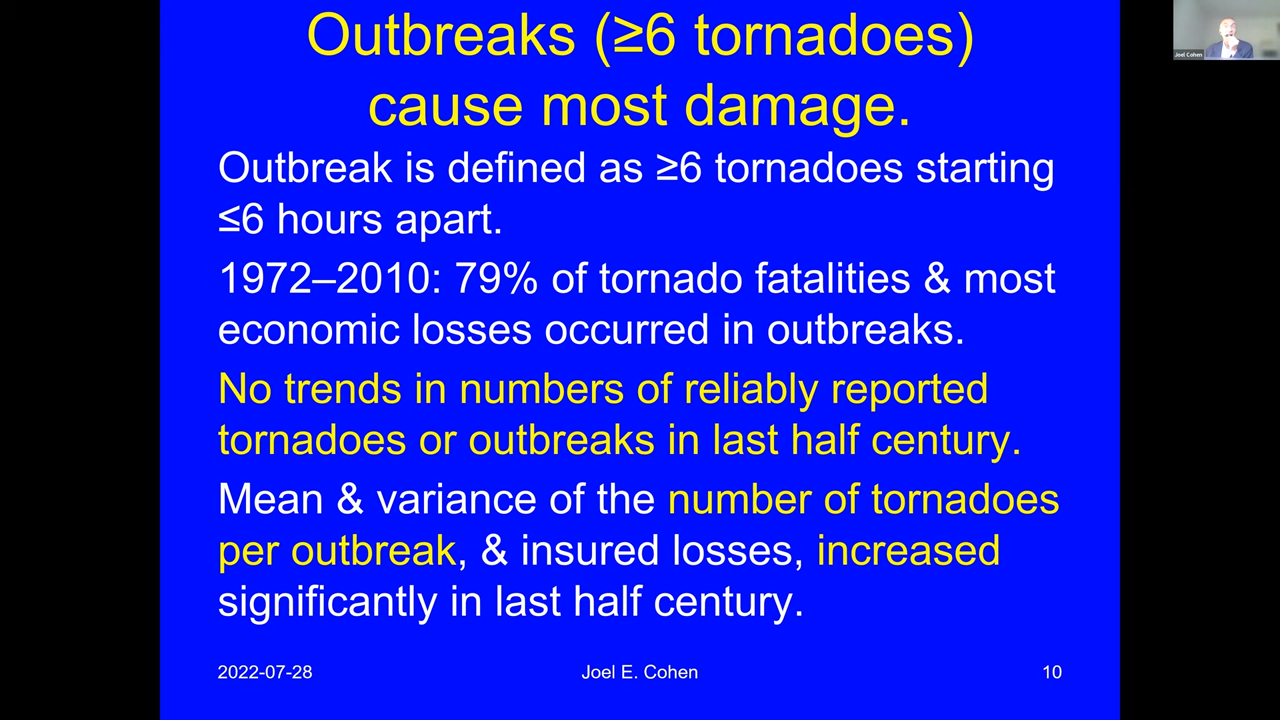 Outbreaks (≥6 tornadoes)
cause most damage.
Outbreak is defined as ≥6 tornadoes starting
≤6 hours apart.
1972–2010: 79% of tornado fatalities & most
economic losses occurred in outbreaks.
No trends in numbers of reliably reported
tornadoes or outbreaks in last half century.
Mean & variance of the number of tornadoes
per outbreak, & insured losses, increased
significantly in last half century.
2022-07-28
Joel E. Cohen
10
Joel Cohen